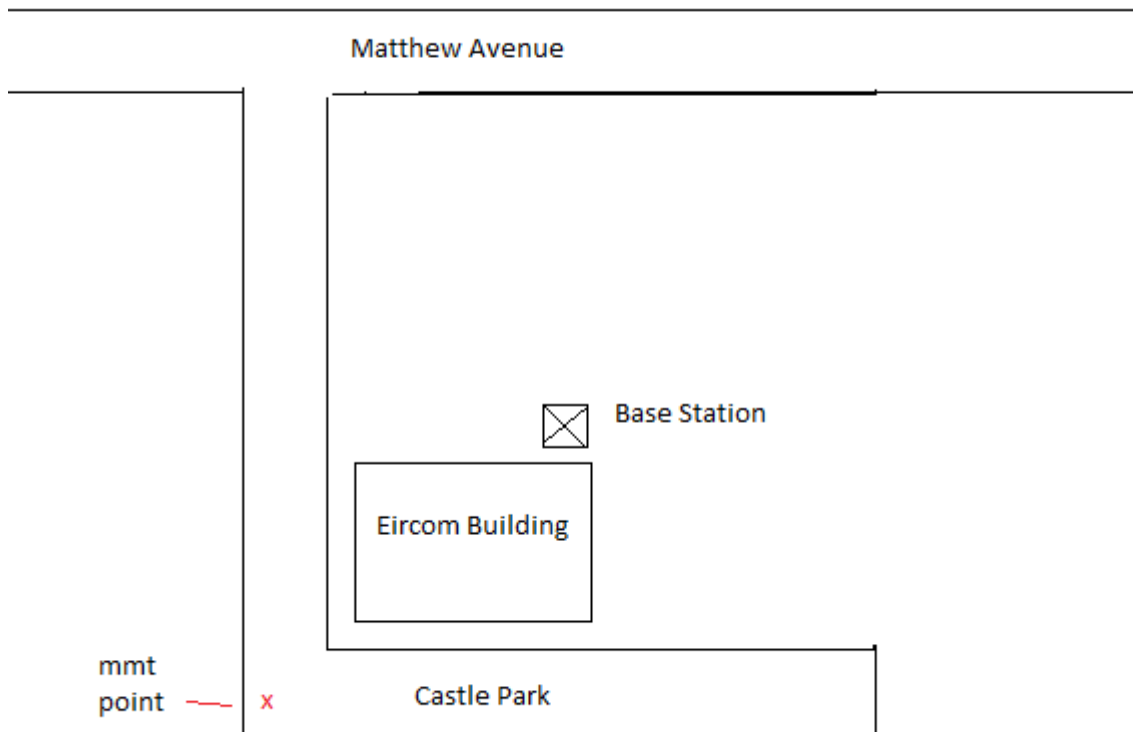 Matthew Avenue
Base Station
Eircom Building
mmt
point
x
Castle Park